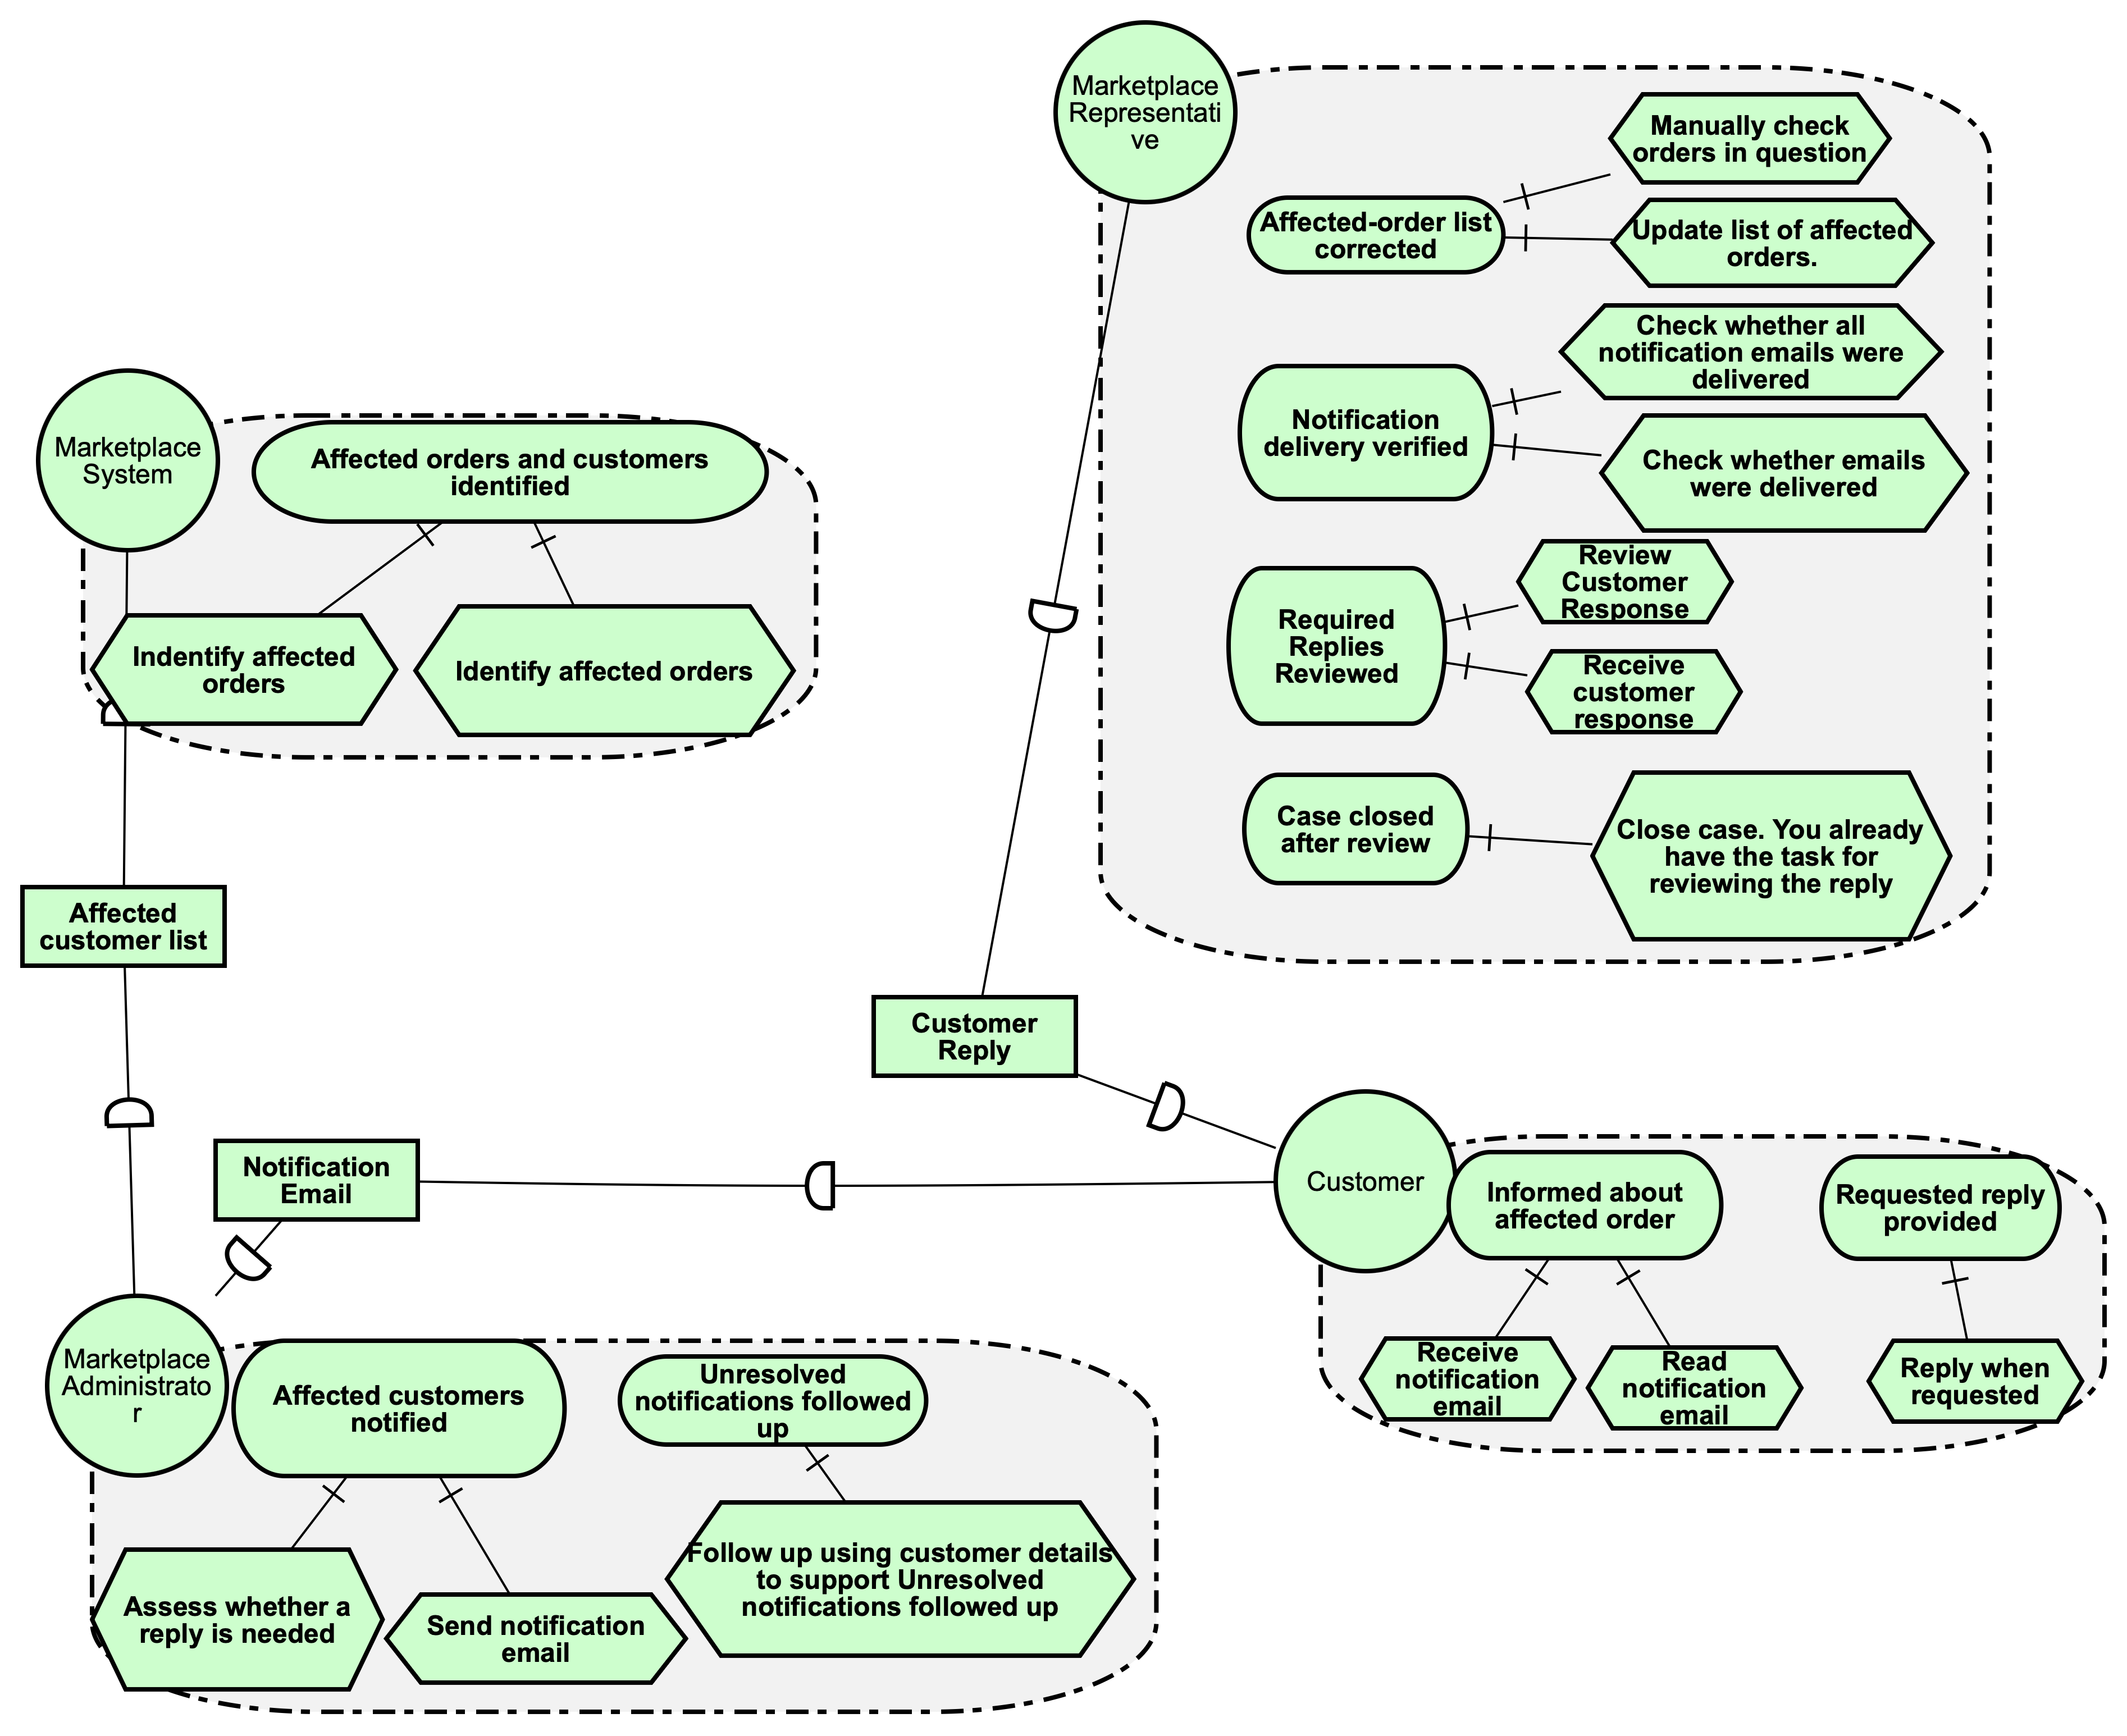 Marketplace
Representati
ve
Manually check
orders in question
Affected-order list
corrected
Update list of affected
orders.
Check whether all
notification emails were
delivered
Notification
delivery verified
Check whether emails
were delivered
Review
Customer
Response
Required
Replies
Reviewed
Receive
customer
response
Case closed
after review
Close case. You already
have the task for
reviewing the reply
Marketplace
System
Affected orders and customers
identified
Indentify affected
orders
Identify affected orders
Affected
customer list
Customer
Reply
Notification
Email
Customer
Informed about
affected order
Requested reply
provided
Receive
notification
email
Read
notification
email
Reply when
requested
Marketplace
Administrato
r
Affected customers
notified
Unresolved
notifications followed
up
Assess whether a
reply is needed
Send notification
email
Follow up using customer details
to support Unresolved
notifications followed up